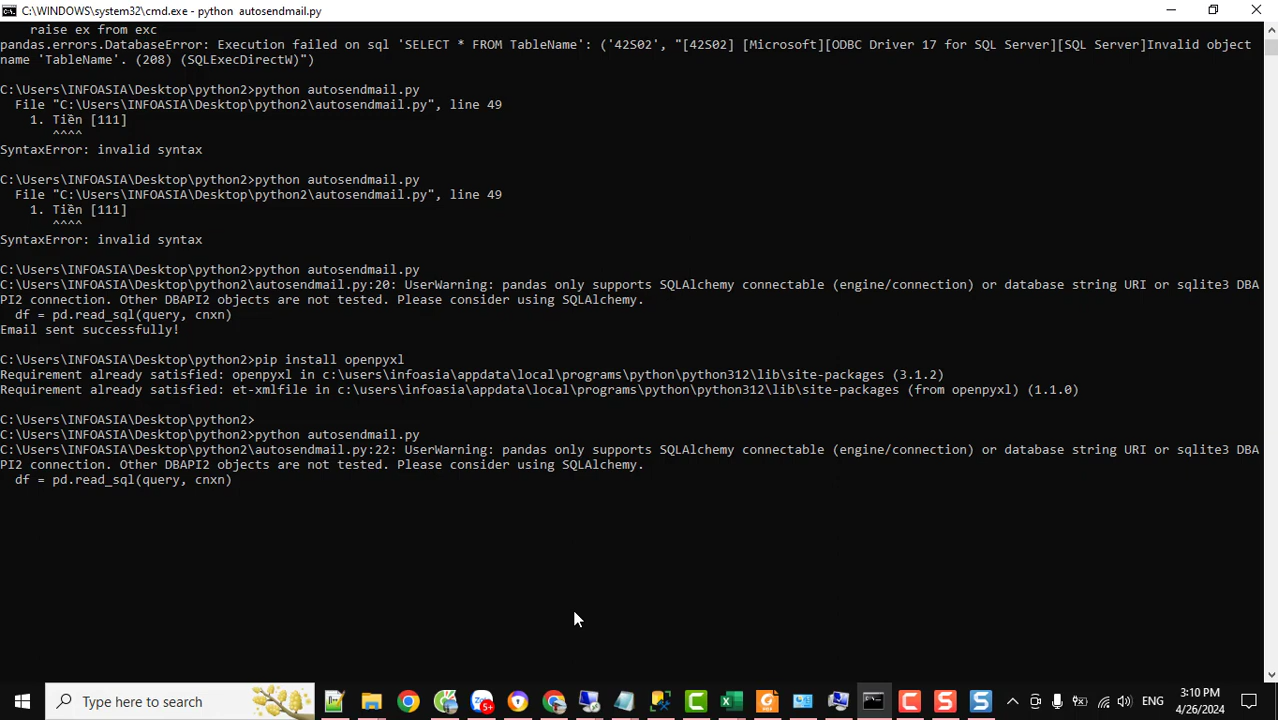 C:\WINDOWS\system32\cmd.exe - python  autosendmail.py
raise ex from exc
pandas.errors.DatabaseError: Execution failed on sql 'SELECT * FROM TableName': ('42S02', "[42S02] [Microsoft][ODBC Driver 17 for SQL Server][SQL Server]Invalid object
name 'TableName'. (208) (SQLExecDirectW)")
C:\Users\INFOASIA\Desktop\python2>python autosendmail.py
File "C:\Users\INFOASIA\Desktop\python2\autosendmail.py", line 49
1. Tiền [111]
^^^^
SyntaxError: invalid syntax
C:\Users\INFOASIA\Desktop\python2>python autosendmail.py
File "C:\Users\INFOASIA\Desktop\python2\autosendmail.py", line 49
1. Tiền [111]
^^^^
SyntaxError: invalid syntax
C:\Users\INFOASIA\Desktop\python2>python autosendmail.py
C:\Users\INFOASIA\Desktop\python2\autosendmail.py:20: UserWarning: pandas only supports SQLAlchemy connectable (engine/connection) or database string URI or sqlite3 DBA
PI2 connection. Other DBAPI2 objects are not tested. Please consider using SQLAlchemy.
df = pd.read_sql(query, cnxn)
Email sent successfully!
C:\Users\INFOASIA\Desktop\python2>pip install openpyxl
Requirement already satisfied: openpyxl in c:\users\infoasia\appdata\local\programs\python\python312\lib\site-packages (3.1.2)
Requirement already satisfied: et-xmlfile in c:\users\infoasia\appdata\local\programs\python\python312\lib\site-packages (from openpyxl) (1.1.0)
C:\Users\INFOASIA\Desktop\python2>
C:\Users\INFOASIA\Desktop\python2>python autosendmail.py
C:\Users\INFOASIA\Desktop\python2\autosendmail.py:22: UserWarning: pandas only supports SQLAlchemy connectable (engine/connection) or database string URI or sqlite3 DBA
PI2 connection. Other DBAPI2 objects are not tested. Please consider using SQLAlchemy.
df = pd.read_sql(query, cnxn)
Type here to search
5+
ENG
3:10 PM
4/26/2024